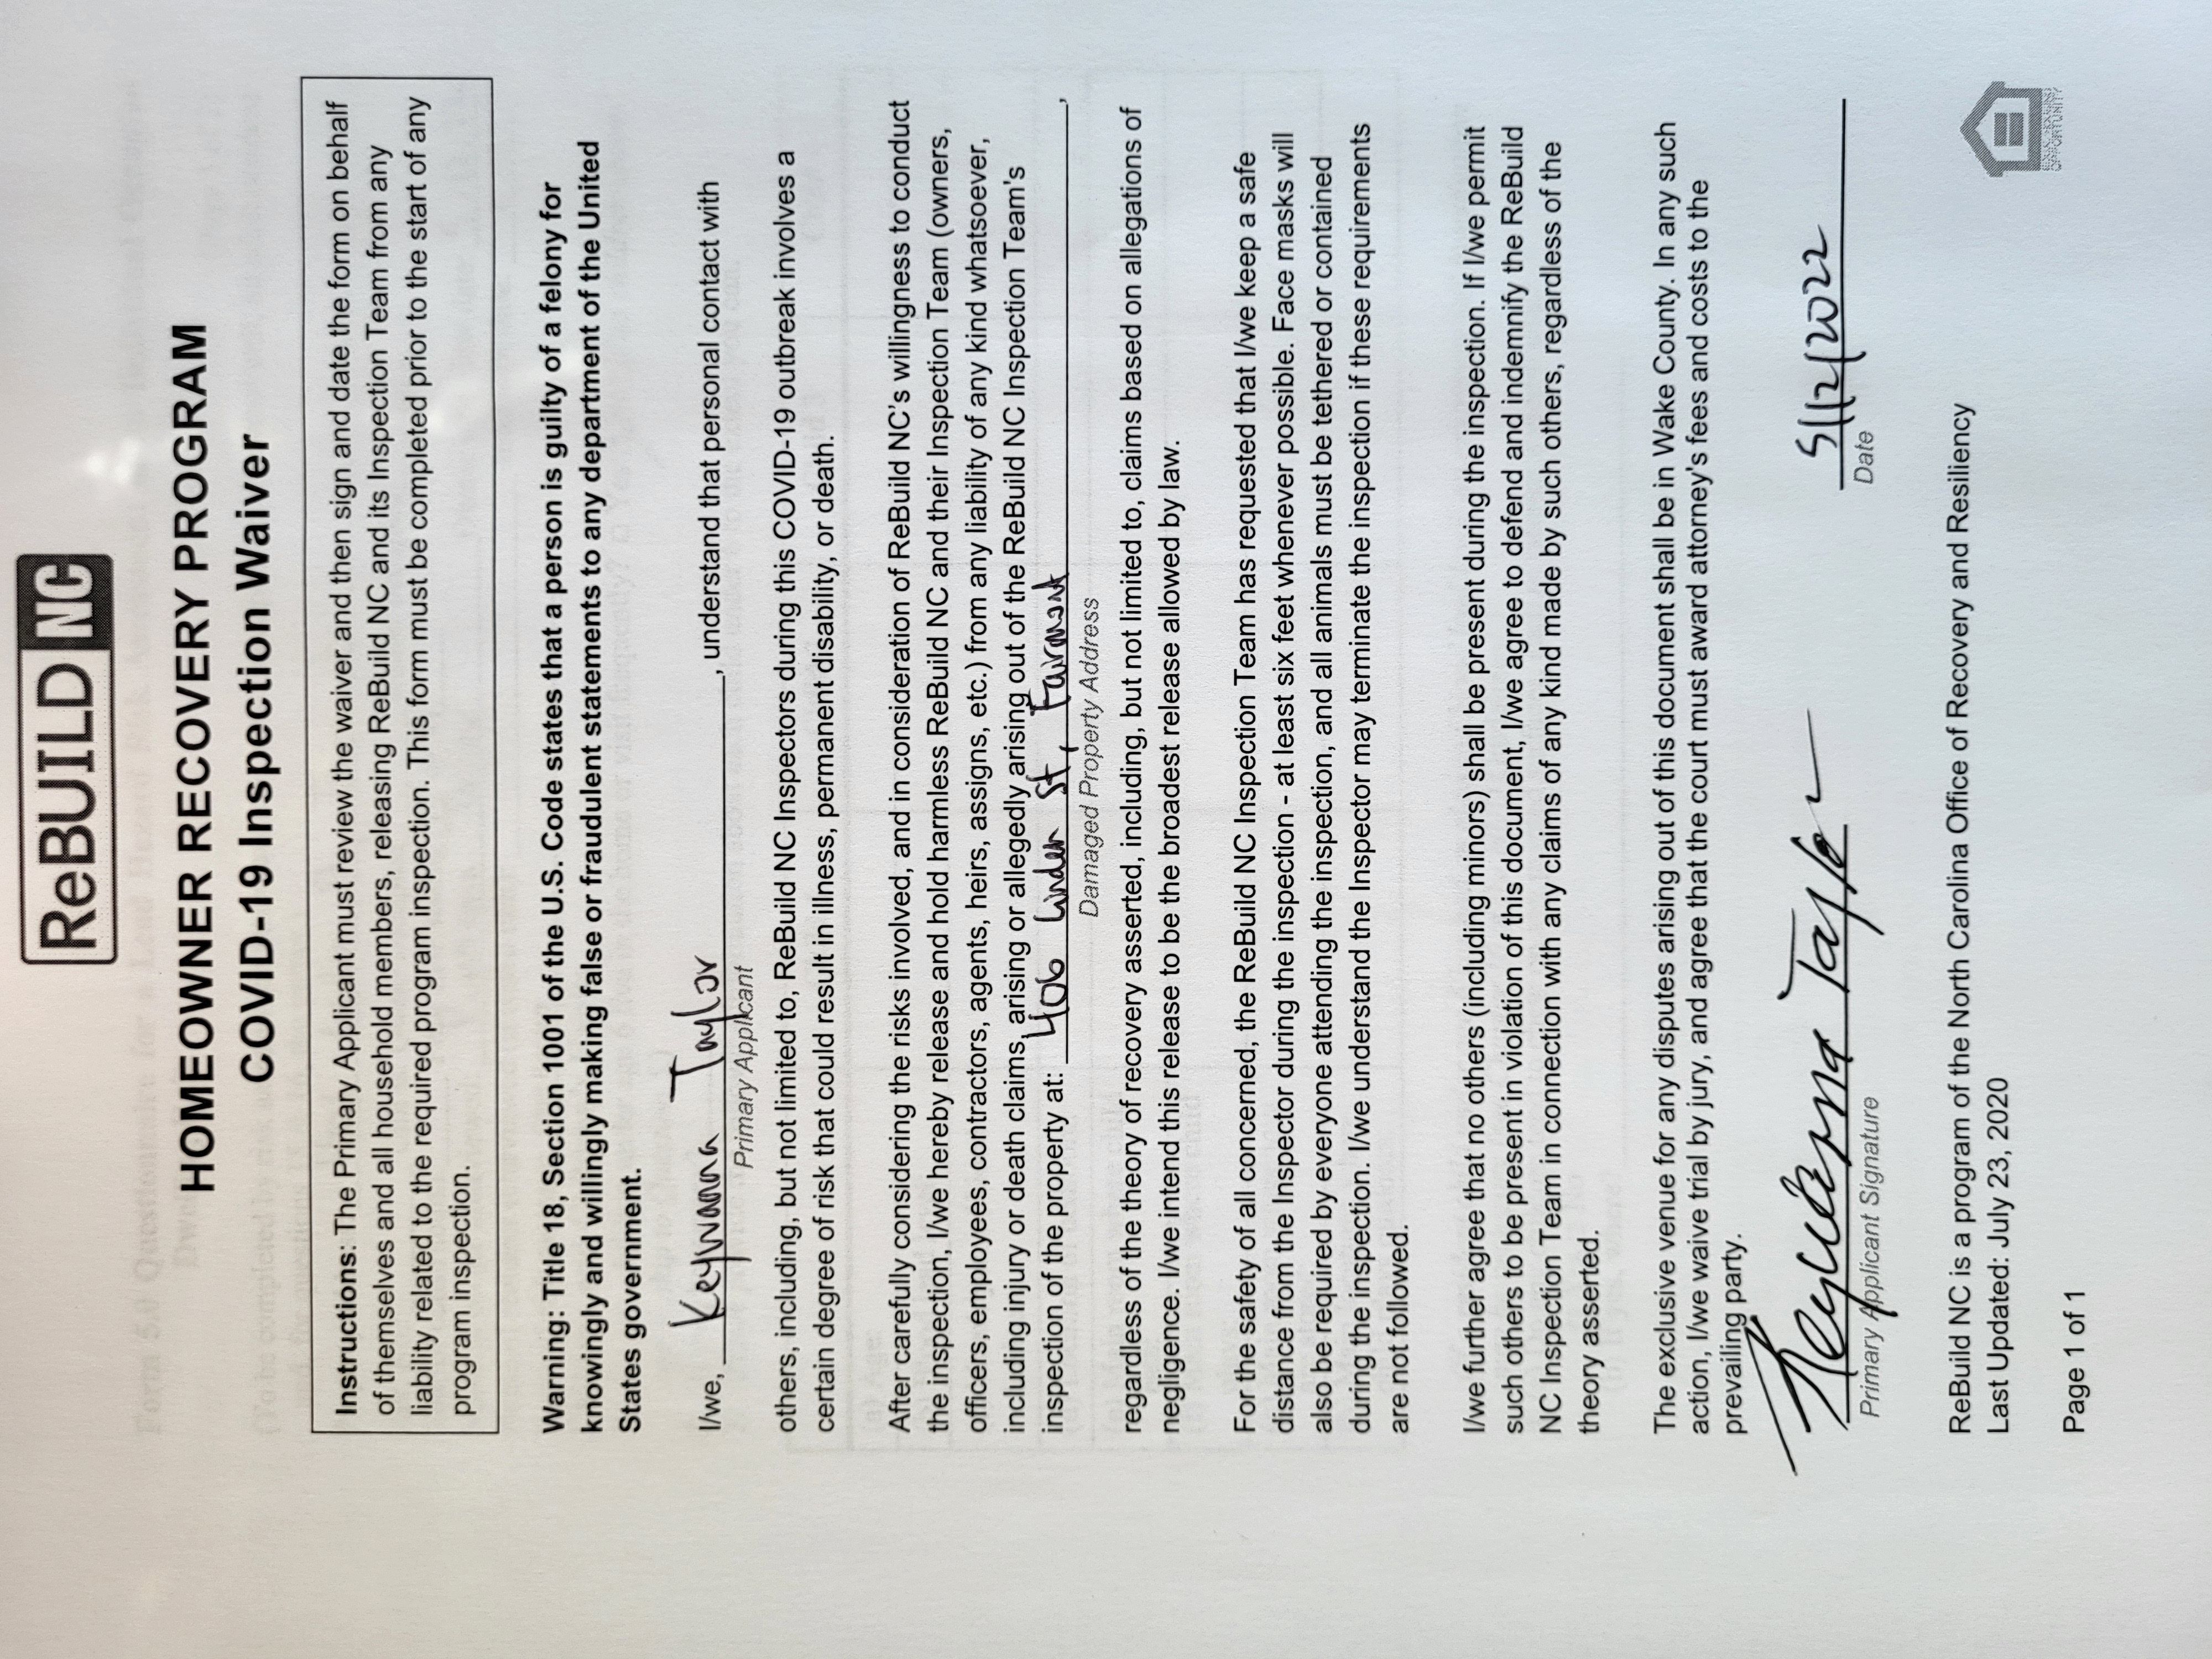 ReBUILD NC
HOMEOWNER RECOVERY PROGRAM
COVID-19 Inspection Waiver
Instructions: The Primary Applicant must review the waiver and then sign and date the form on behalf
of themselves and all household members, releasing ReBuild NC and its Inspection Team from any
liability related to the required program inspection. This form must be completed prior to the start of any
program inspection.
Warning: Title 18, Section 1001 of the U.S. Code states that a person is guilty of a felony for
knowingly and willingly making false or fraudulent statements to any department of the United
States government.
I/we, Keywanna Taylor, understand that personal contact with
Primary Applicant
others, including, but not limited to, ReBuild NC Inspectors during this COVID-19 outbreak involves a
certain degree of risk that could result in illness, permanent disability, or death.
After carefully considering the risks involved, and in consideration of ReBuild NC's willingness to conduct
the inspection, I/we hereby release and hold harmless ReBuild NC and their Inspection Team (owners,
officers, employees, contractors, agents, heirs, assigns, etc.) from any liability of any kind whatsoever,
including injury or death claims, arising or allegedly arising out of the ReBuild NC Inspection Team's
inspection of the property at: 406 Linden St, Fairmont,
Damaged Property Address
regardless of the theory of recovery asserted, including, but not limited to, claims based on allegations of
negligence. I/we intend this release to be the broadest release allowed by law.
For the safety of all concerned, the ReBuild NC Inspection Team has requested that I/we keep a safe
distance from the Inspector during the inspection - at least six feet whenever possible. Face masks will
also be required by everyone attending the inspection, and all animals must be tethered or contained
during the inspection. I/we understand the Inspector may terminate the inspection if these requirements
are not followed.
I/we further agree that no others (including minors) shall be present during the inspection. If I/we permit
such others to be present in violation of this document, I/we agree to defend and indemnify the ReBuild
NC Inspection Team in connection with any claims of any kind made by such others, regardless of the
theory asserted.
The exclusive venue for any disputes arising out of this document shall be in Wake County. In any such
action, I/we waive trial by jury, and agree that the court must award attorney's fees and costs to the
prevailing party.
Keywanna Taylor 5/12/2022
Primary Applicant Signature Date
ReBuild NC is a program of the North Carolina Office of Recovery and Resiliency
Last Updated: July 23, 2020
Page 1 of 1
OPPORTUNITY